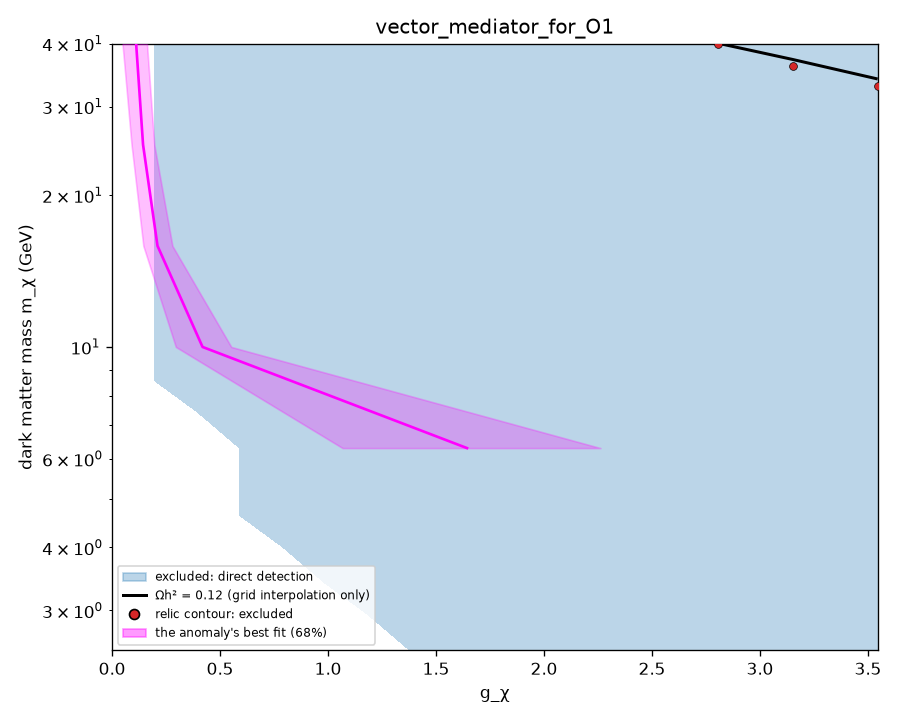 vector_mediator_for_O1
4 × 10¹
3 × 10¹
2 × 10¹
10¹
6 × 10⁰
4 × 10⁰
3 × 10⁰
dark matter mass m_χ (GeV)
excluded: direct detection
Ωh² = 0.12 (grid interpolation only)
relic contour: excluded
the anomaly's best fit (68%)
0.0 0.5 1.0 1.5 2.0 2.5 3.0 3.5
g_χ